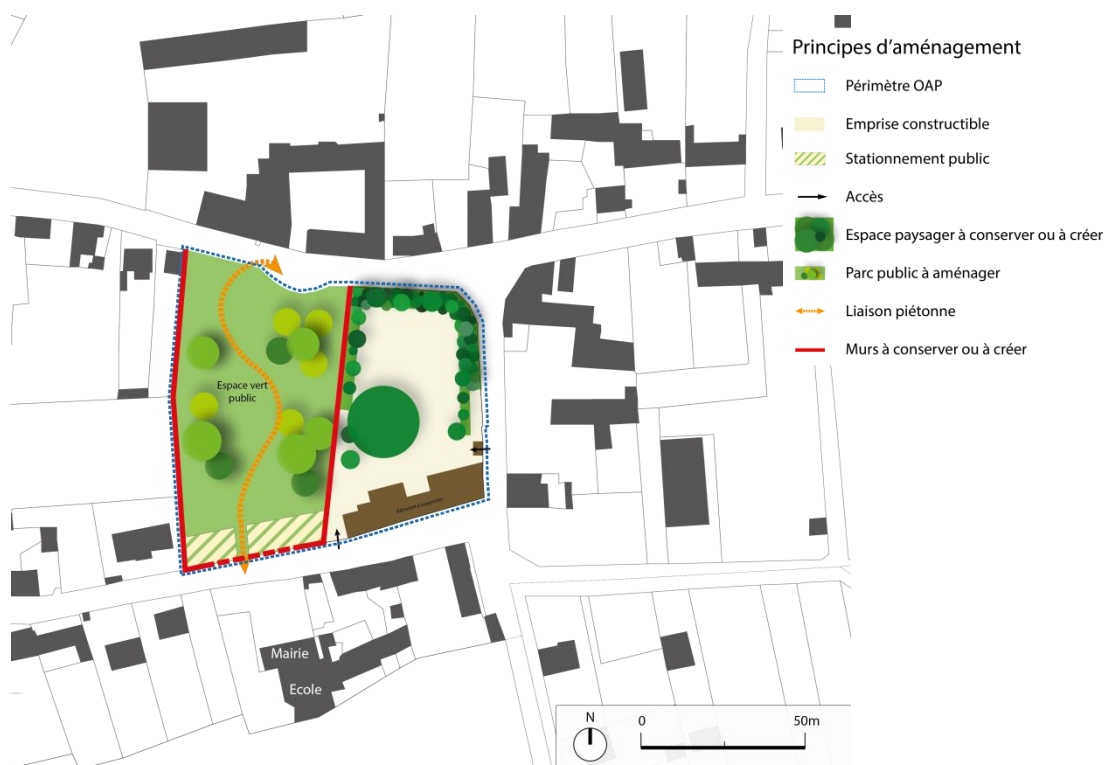 Principes d'aménagement
Périmètre OAP
Emprise constructible
Stationnement public
Accès
Espace paysager à conserver ou à créer
Parc public à aménager
Liaison piétonne
Murs à conserver ou à créer
Espace vert
public
Mairie
Ecole
N
0
50m